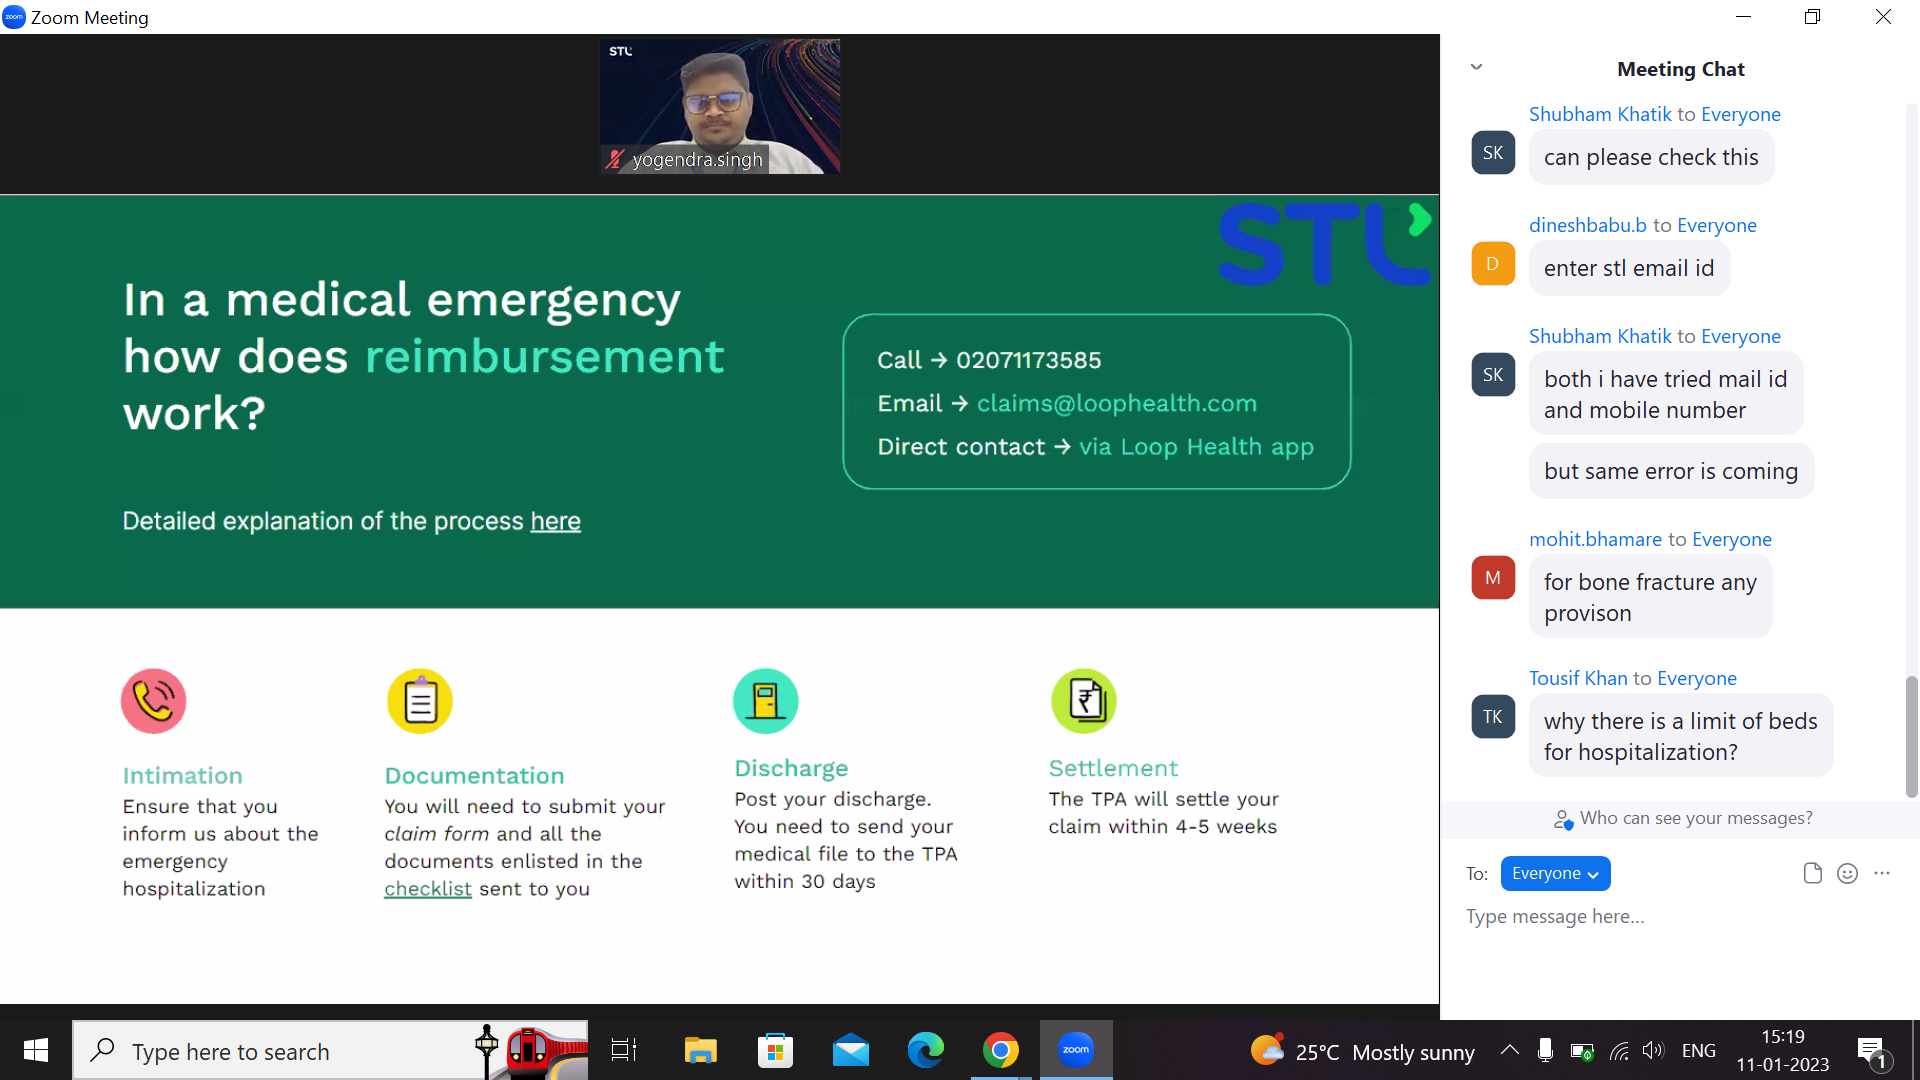 zoom Zoom Meeting
STL
yogendra.singh
STL
In a medical emergency
how does reimbursement
work?
Detailed explanation of the process here
Call → 02071173585
Email → claims@loophealth.com
Direct contact → via Loop Health app
Intimation
Ensure that you
inform us about the
emergency
hospitalization
Documentation
You will need to submit your
claim form and all the
documents enlisted in the
checklist sent to you
Discharge
Post your discharge.
You need to send your
medical file to the TPA
within 30 days
₹
Settlement
The TPA will settle your
claim within 4-5 weeks
Meeting Chat
Shubham Khatik to Everyone
SK
can please check this
dineshbabu.b to Everyone
D
enter stl email id
Shubham Khatik to Everyone
SK
both i have tried mail id
and mobile number
but same error is coming
mohit.bhamare to Everyone
M
for bone fracture any
provison
Tousif Khan to Everyone
TK
why there is a limit of beds
for hospitalization?
Who can see your messages?
To: Everyone
Type message here...
Type here to search
zoom
25°C Mostly sunny
ENG
15:19
11-01-2023
1